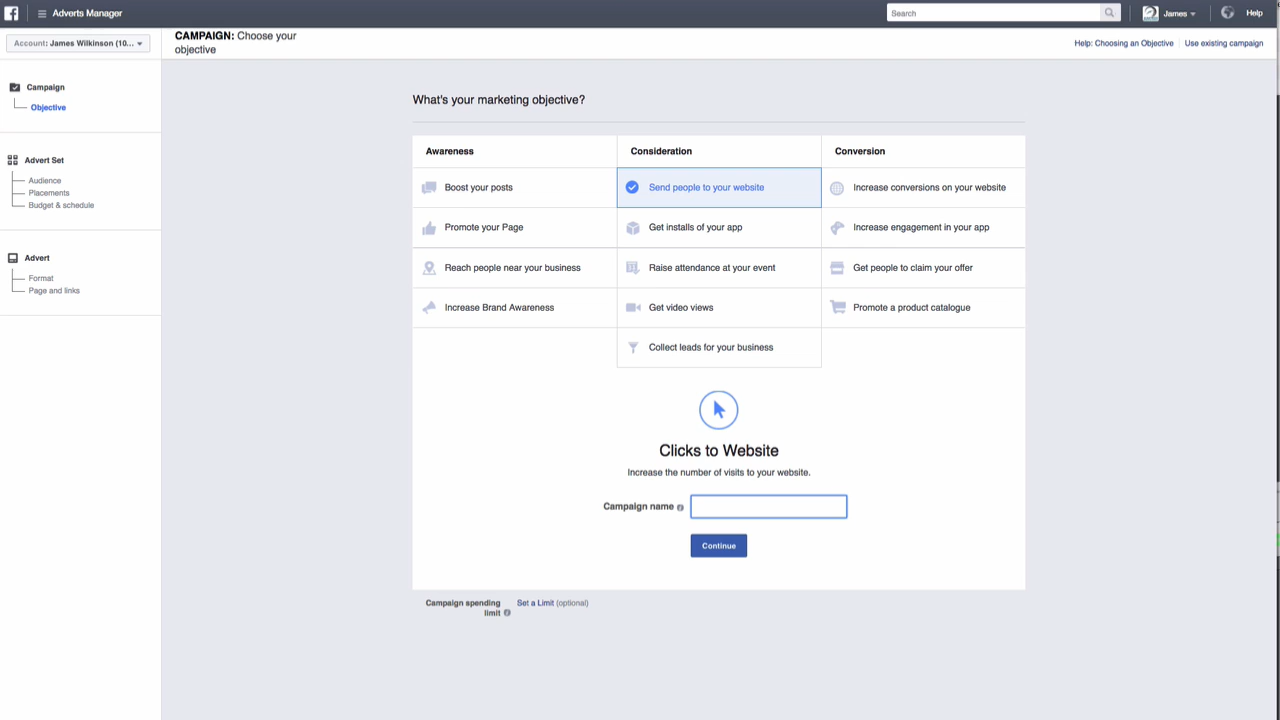 Adverts Manager
Search
James
Help
Account: James Wilkinson (10...
CAMPAIGN: Choose your
objective
Help: Choosing an Objective
Use existing campaign
Campaign
Objective
Advert Set
Audience
Placements
Budget & schedule
Advert
Format
Page and links
What's your marketing objective?
Awareness
Consideration
Conversion
Boost your posts
Send people to your website
Increase conversions on your website
Promote your Page
Get installs of your app
Increase engagement in your app
Reach people near your business
Raise attendance at your event
Get people to claim your offer
Increase Brand Awareness
Get video views
Promote a product catalogue
Collect leads for your business
Clicks to Website
Increase the number of visits to your website.
Campaign name
Continue
Campaign spending
limit
Set a Limit (optional)